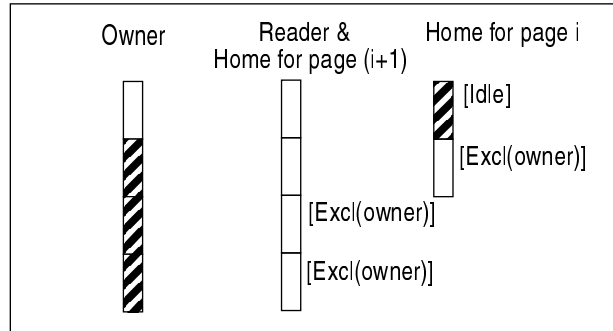 Owner
Reader &
Home for page (i+1)
Home for page i
[Idle]
[Excl(owner)]
[Excl(owner)]
[Excl(owner)]